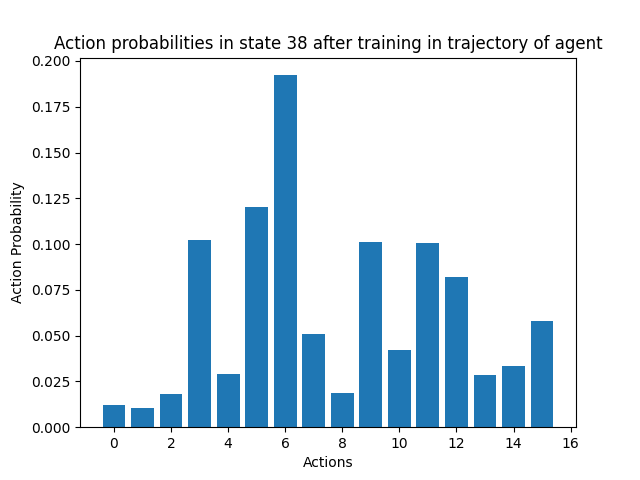 Action probabilities in state 38 after training in trajectory of agent
0.200
0.175
0.150
0.125
0.100
0.075
0.050
0.025
0.000
Action Probability
0 2 4 6 8 10 12 14 16
Actions